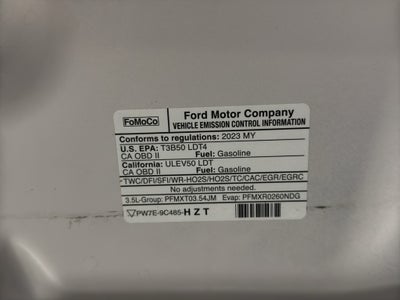 FoMoCo
Ford Motor Company
VEHICLE EMISSION CONTROL INFORMATION
Conforms to regulations: 2023 MY
U.S. EPA: T3B50 LDT4
CA OBD II Fuel: Gasoline
California: ULEV50 LDT
CA OBD II Fuel: Gasoline
TWC/DFI/SFI/WR-HO2S/HO2S/TC/CAC/EGR/EGRC
No adjustments needed.
3.5L-Group: PFMXT03.54JM Evap: PFMXR0260NDG
PW7E-9C485-HZT